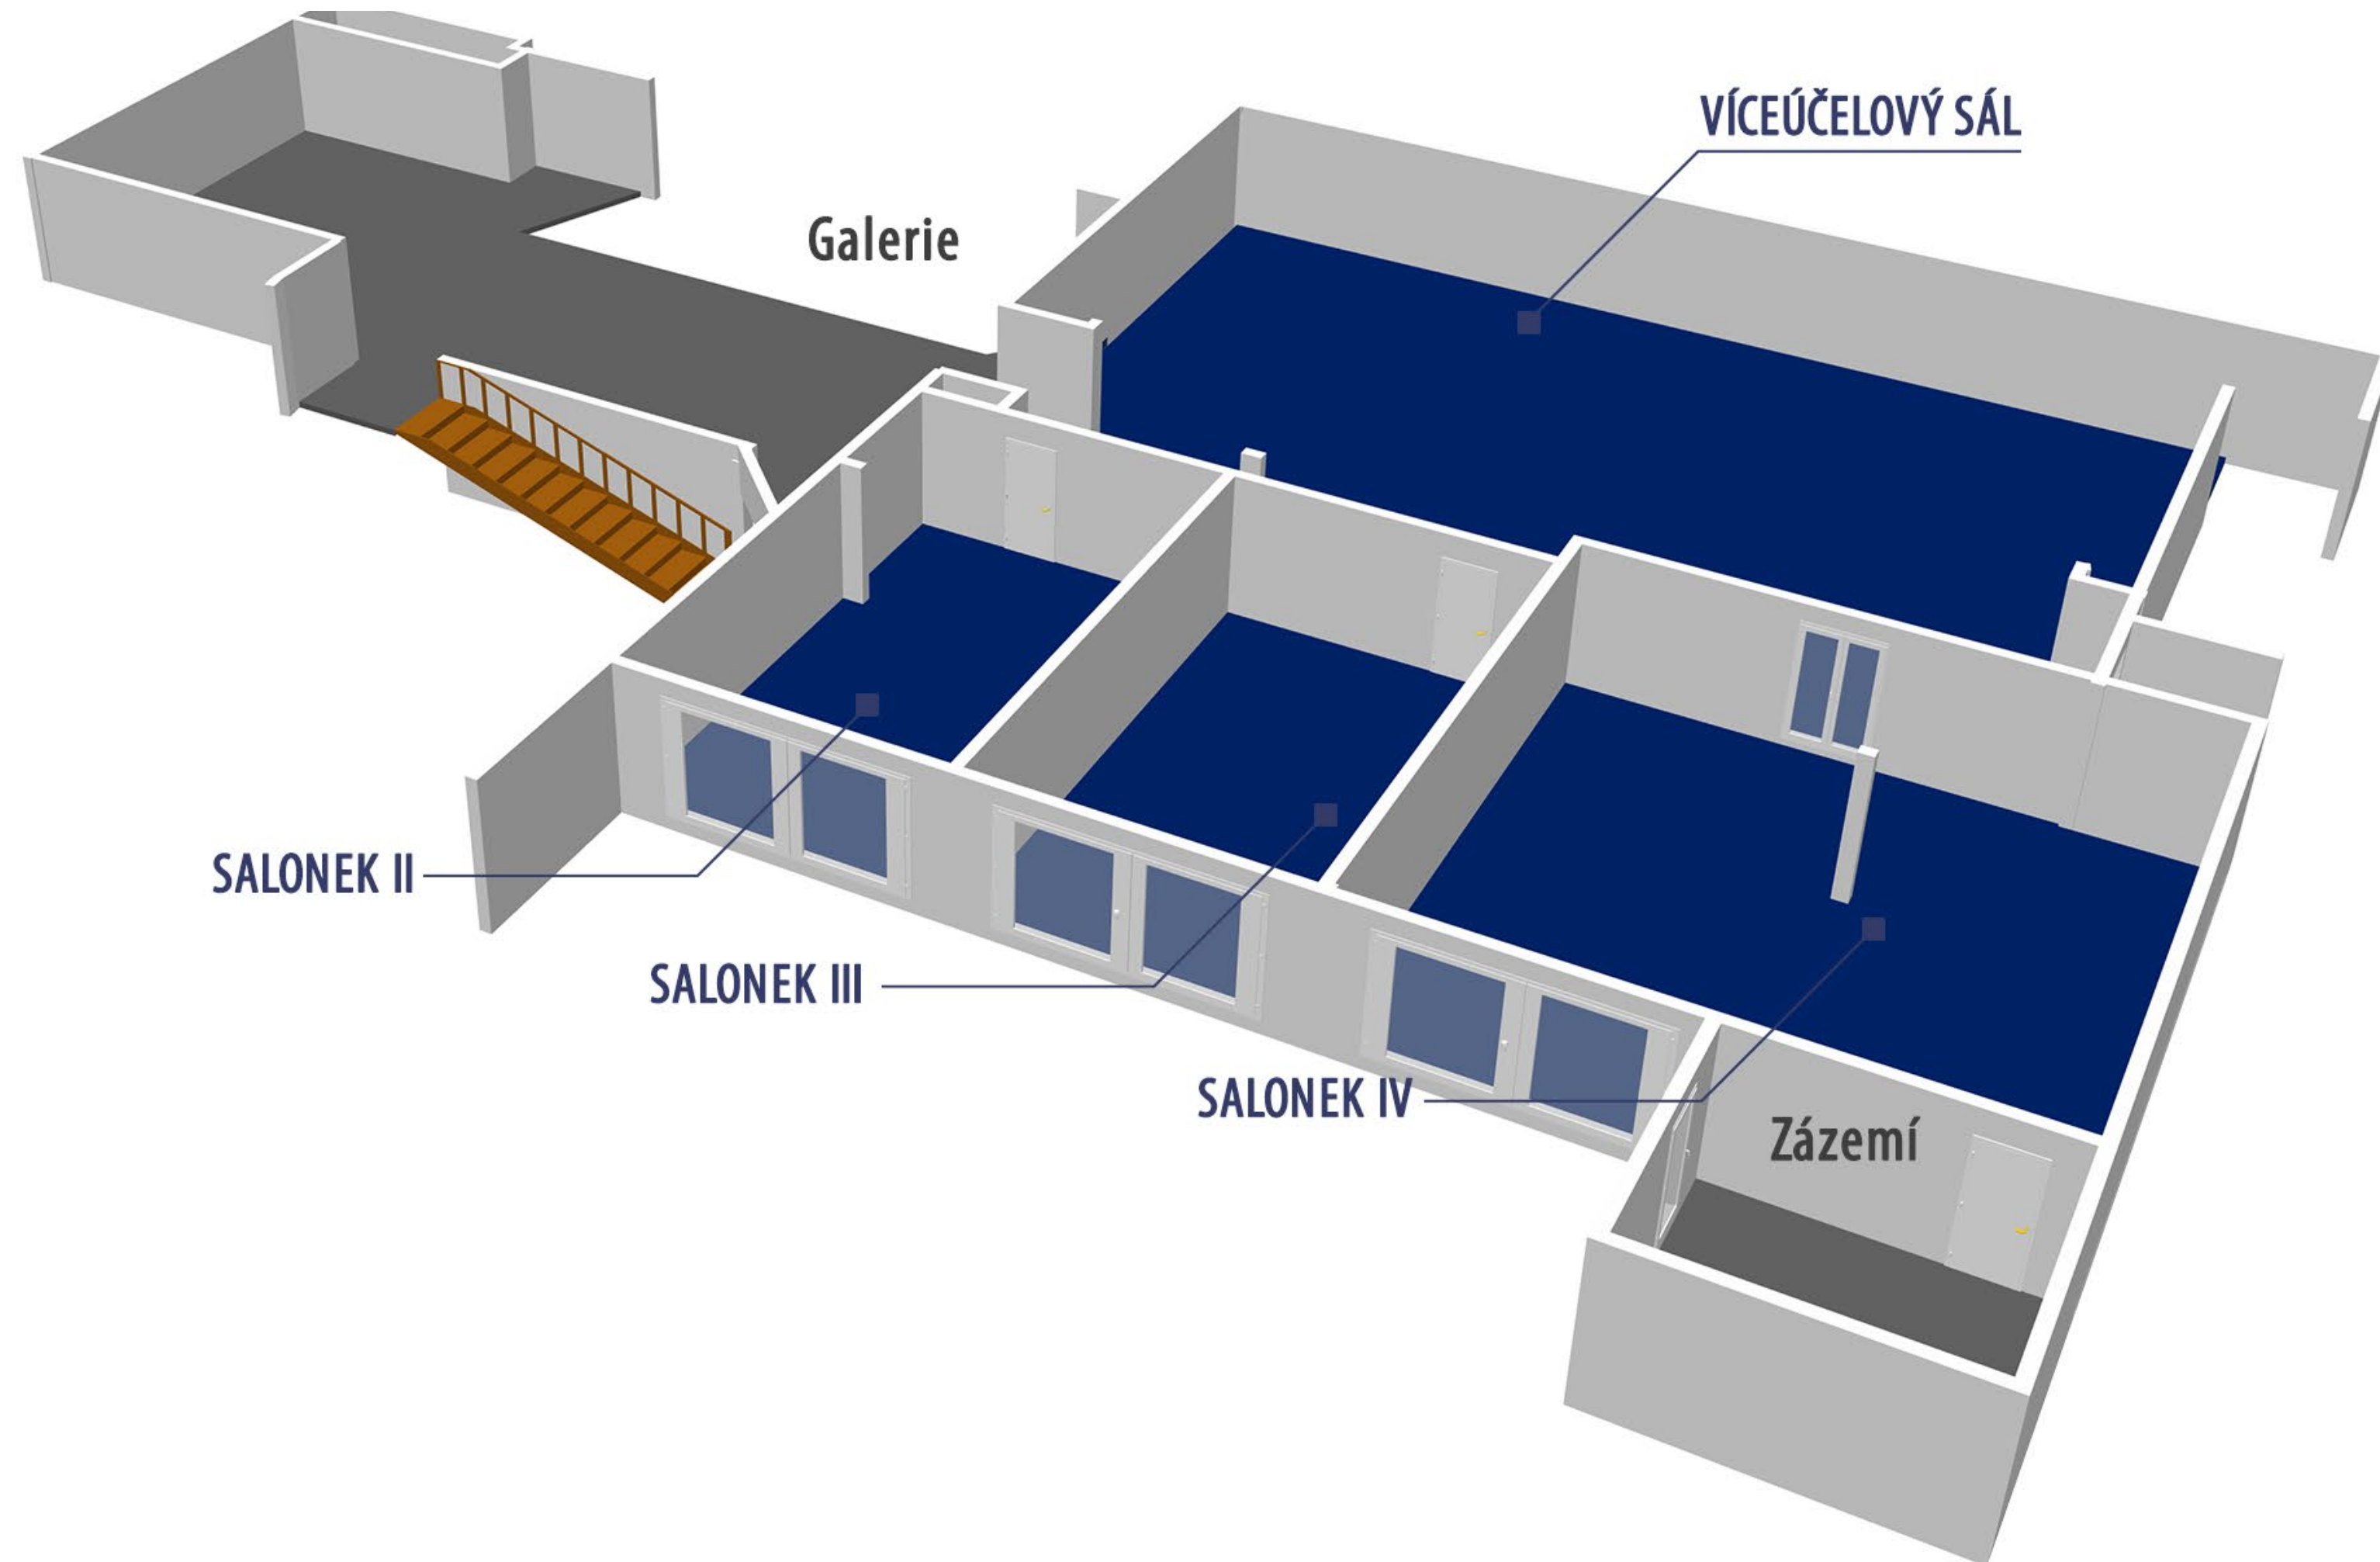 VÍCEÚČELOVÝ SÁL
Galerie
SALONEK II
SALONEK III
SALONEK IV
Zázemí